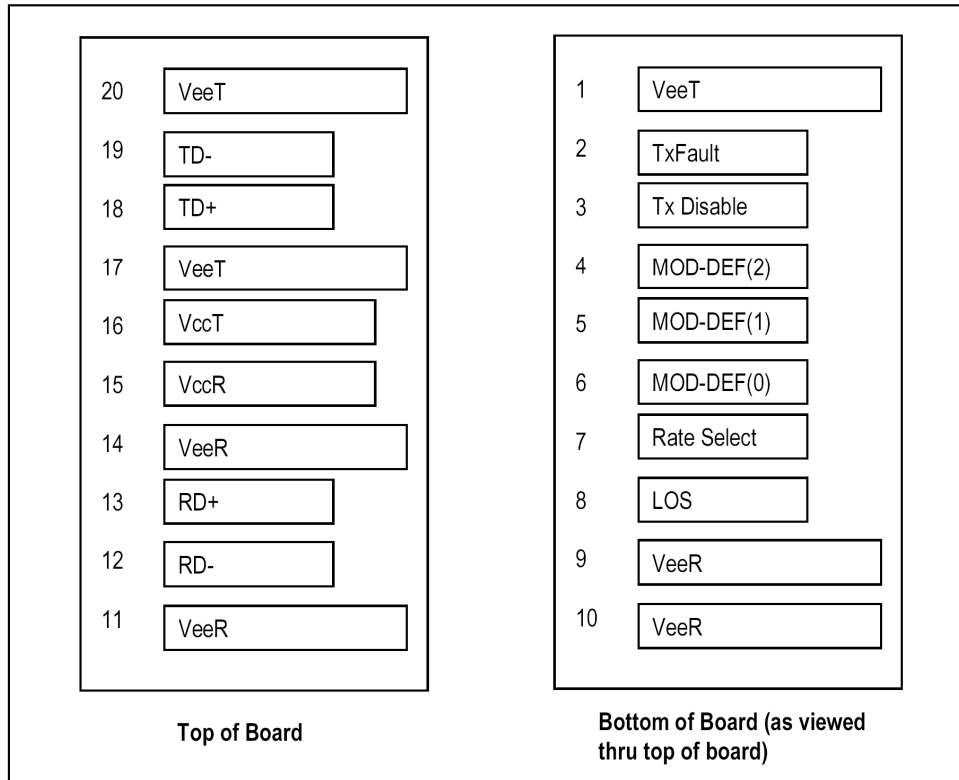 20 VeeT
19 TD-
18 TD+
17 VeeT
16 VccT
15 VccR
14 VeeR
13 RD+
12 RD-
11 VeeR
Top of Board
1 VeeT
2 TxFault
3 Tx Disable
4 MOD-DEF(2)
5 MOD-DEF(1)
6 MOD-DEF(0)
7 Rate Select
8 LOS
9 VeeR
10 VeeR
Bottom of Board (as viewed
thru top of board)